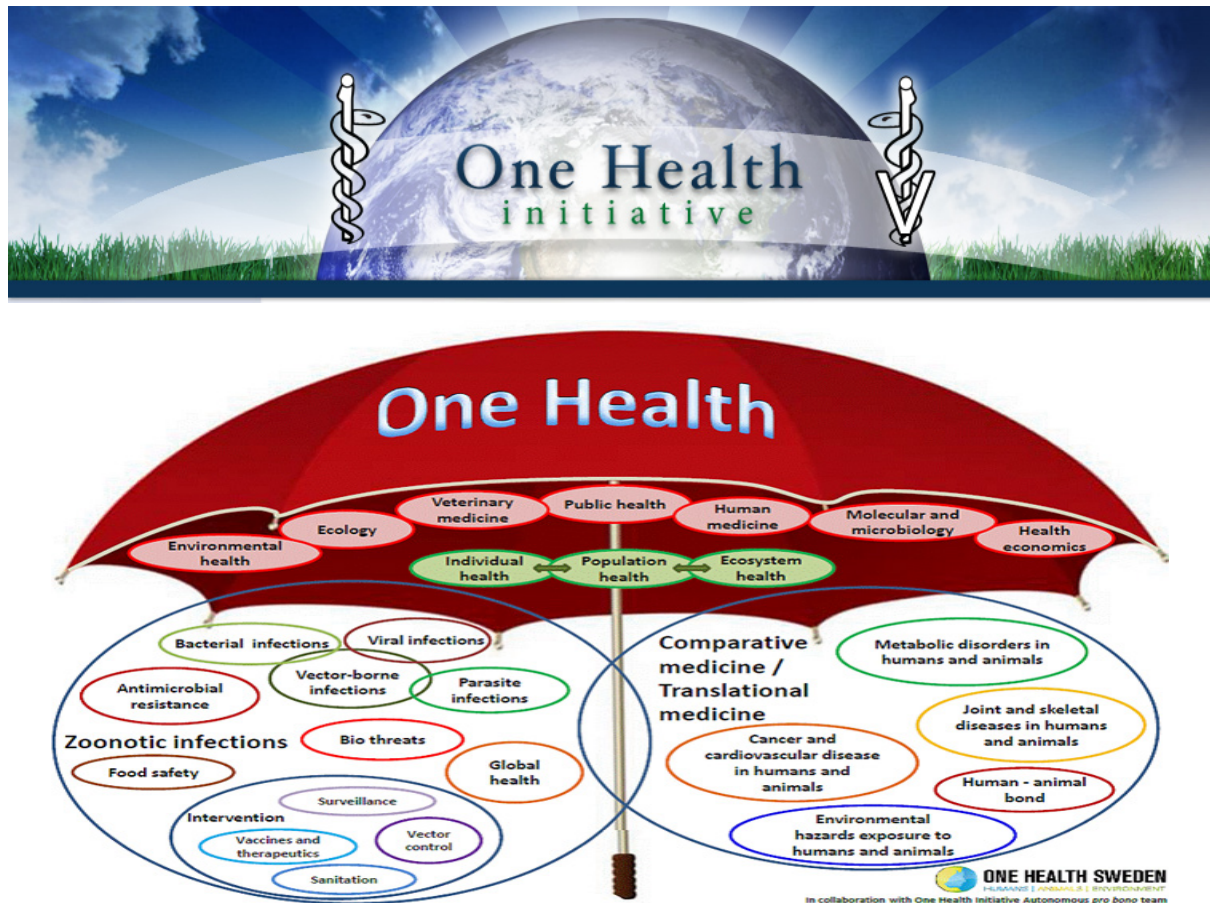 One Health
initiative
V
One Health
Veterinary
medicine
Public health
Human
medicine
Molecular and
microbiology
Ecology
Environmental
health
Health
economics
Individual
health
Population
health
Ecosystem
health
Bacterial infections
Viral infections
Vector-borne
infections
Parasite
infections
Antimicrobial
resistance
Zoonotic infections
Bio threats
Food safety
Global
health
Surveillance
Intervention
Vaccines and
therapeutics
Vector
control
Sanitation
Comparative
medicine /
Translational
medicine
Metabolic disorders in
humans and animals
Joint and skeletal
diseases in humans
and animals
Cancer and
cardiovascular disease
in humans and
animals
Human - animal
bond
Environmental
hazards exposure to
humans and animals
ONE HEALTH SWEDEN
HUMANS | ANIMALS | ENVIRONMENT
In collaboration with One Health Initiative Autonomous pro bono team